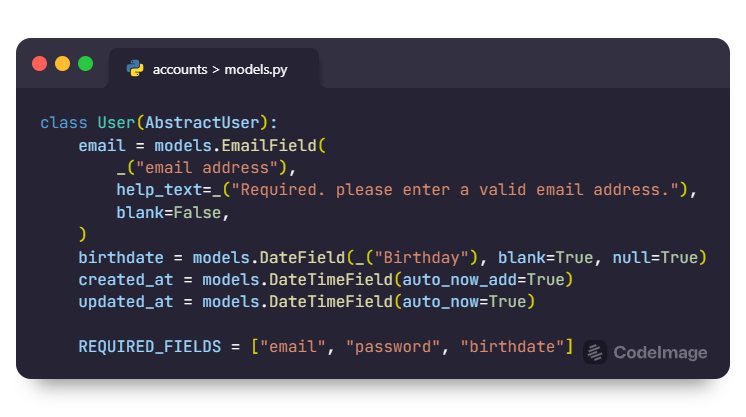 accounts > models.py
class User(AbstractUser):
    email = models.EmailField(
        _("email address"),
        help_text=_("Required. please enter a valid email address."),
        blank=False,
    )
    birthdate = models.DateField(_("Birthday"), blank=True, null=True)
    created_at = models.DateTimeField(auto_now_add=True)
    updated_at = models.DateTimeField(auto_now=True)
    REQUIRED_FIELDS = ["email", "password", "birthdate"]
CodeImage